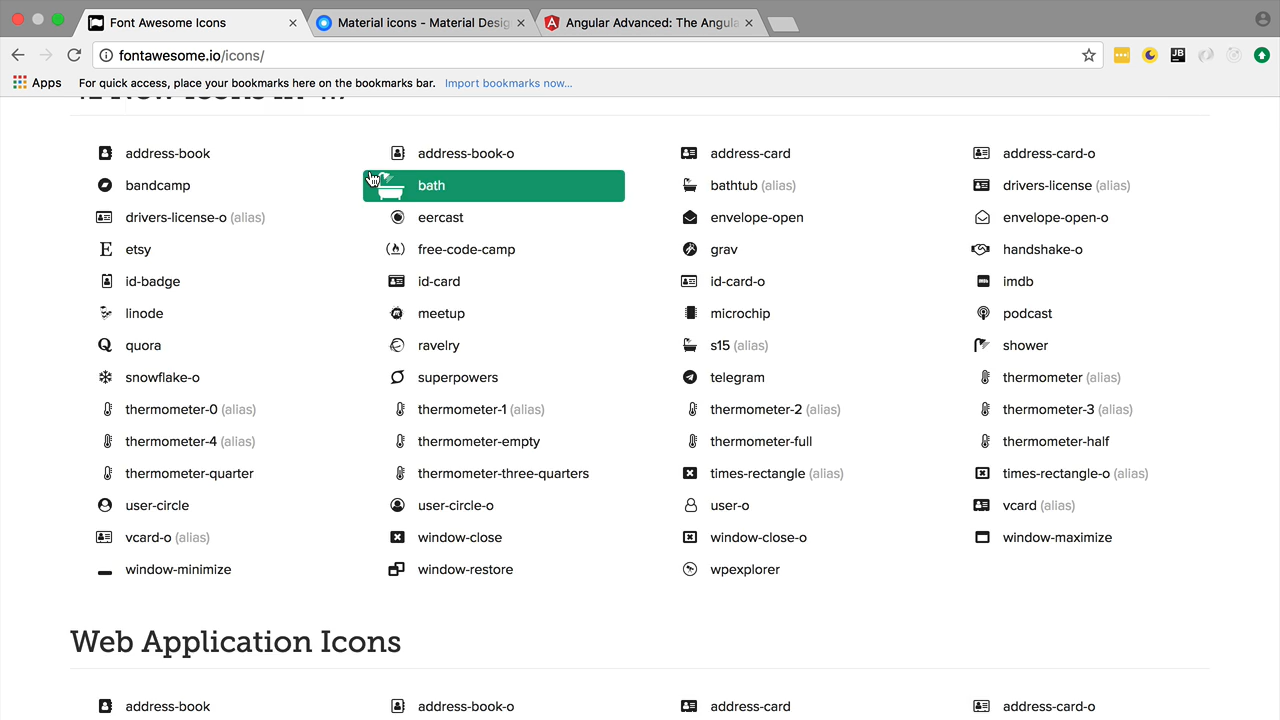 Font Awesome Icons
Material icons - Material Desig
Angular Advanced: The Angula
fontawesome.io/icons/
JB
Apps
For quick access, place your bookmarks here on the bookmarks bar. Import bookmarks now...
41 New Icons in 4.7
address-book
address-book-o
address-card
address-card-o
bandcamp
bath
bathtub (alias)
drivers-license (alias)
drivers-license-o (alias)
eercast
envelope-open
envelope-open-o
etsy
free-code-camp
grav
handshake-o
id-badge
id-card
id-card-o
imdb
linode
meetup
microchip
podcast
quora
ravelry
s15 (alias)
shower
snowflake-o
superpowers
telegram
thermometer (alias)
thermometer-0 (alias)
thermometer-1 (alias)
thermometer-2 (alias)
thermometer-3 (alias)
thermometer-4 (alias)
thermometer-empty
thermometer-full
thermometer-half
thermometer-quarter
thermometer-three-quarters
times-rectangle (alias)
times-rectangle-o (alias)
user-circle
user-circle-o
user-o
vcard (alias)
vcard-o (alias)
window-close
window-close-o
window-maximize
window-minimize
window-restore
wpexplorer
Web Application Icons
address-book
address-book-o
address-card
address-card-o